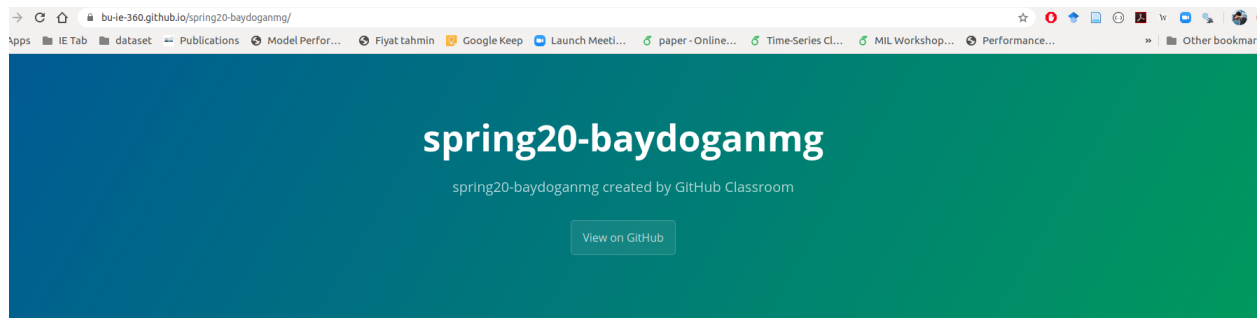 bu-ie-360.github.io/spring20-baydoganmg/
Apps IE Tab dataset Publications Model Perfor... Fiyat tahmin Google Keep Launch Meeti... paper - Online... Time-Series Cl... MIL Workshop... Performance... » Other bookmar
spring20-baydoganmg
spring20-baydoganmg created by GitHub Classroom
View on GitHub